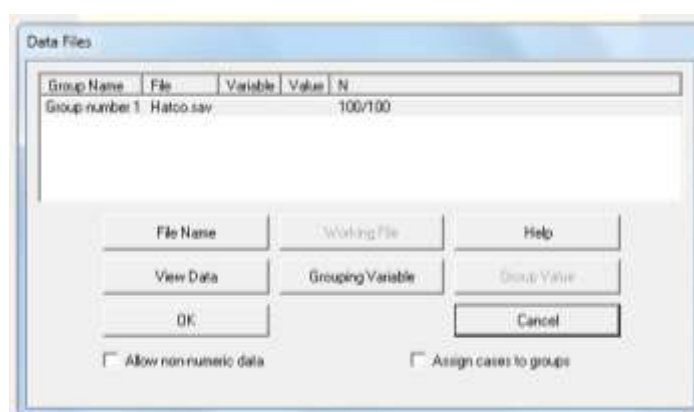 Data Files
Group Name File Variable Value N
Group number 1 Hatco.sav 100/100
File Name Working File Help
View Data Grouping Variable Group Value
OK Cancel
Allow non-numeric data Assign cases to groups